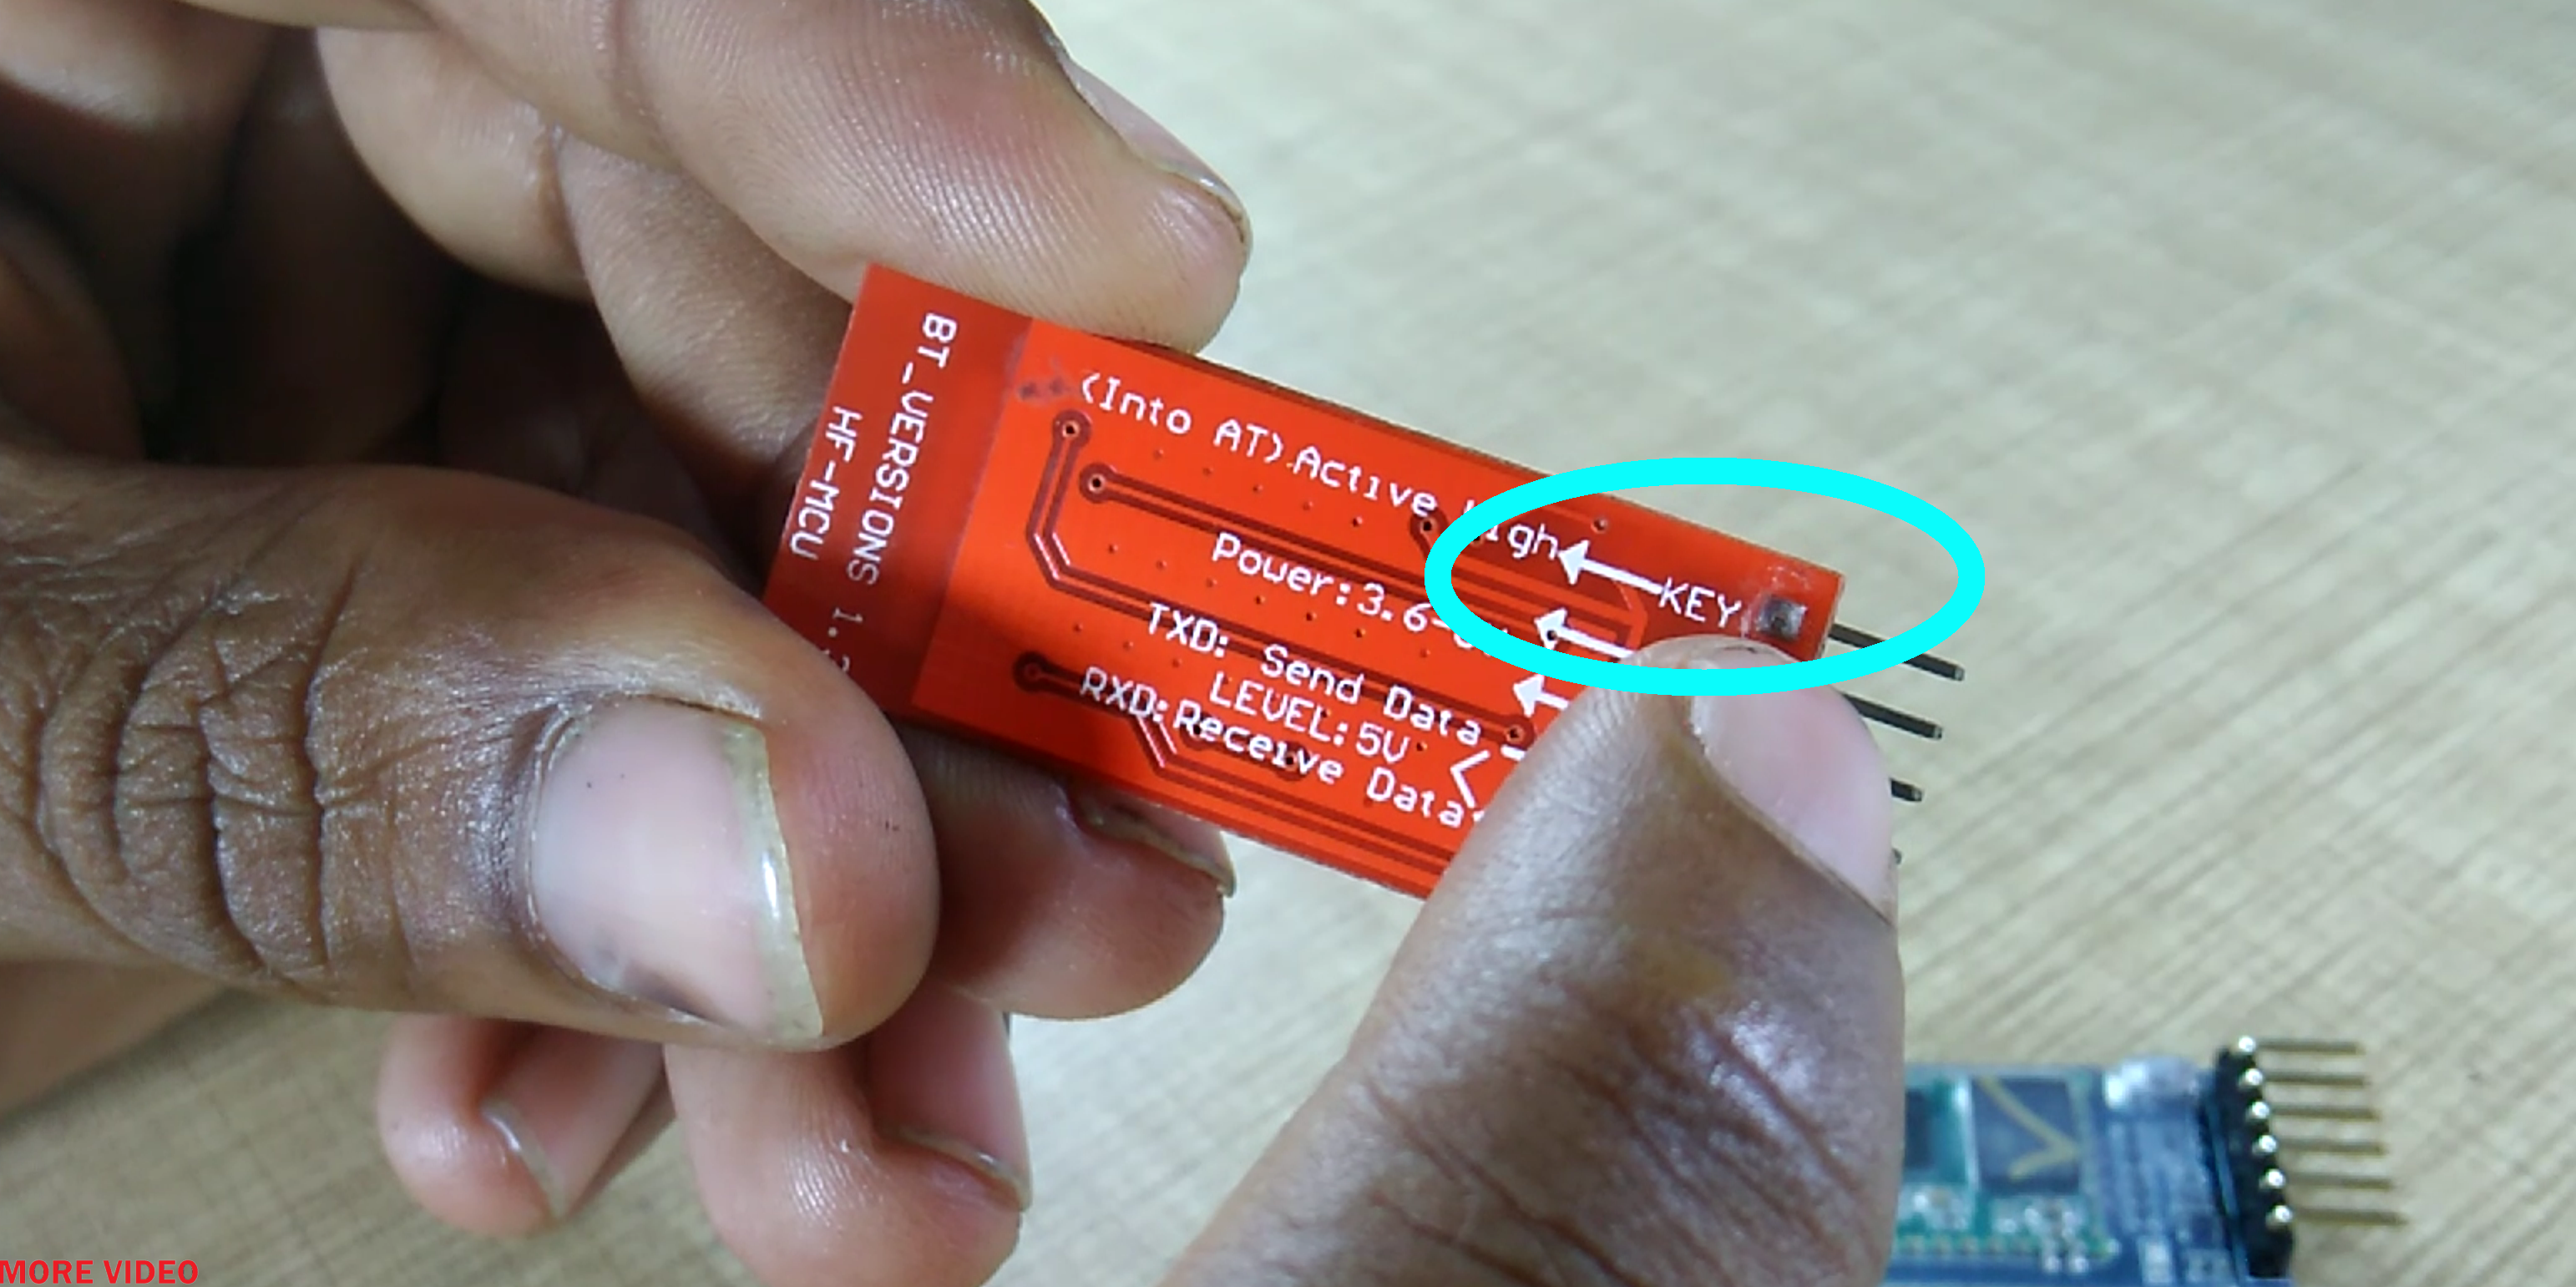 BT_VERSIONS
HF-MCU
(Into AT) Active High
KEY
Power:3.6-
TXD: Send Data
LEVEL:5V
RXD:Receive Data
MORE VIDEO